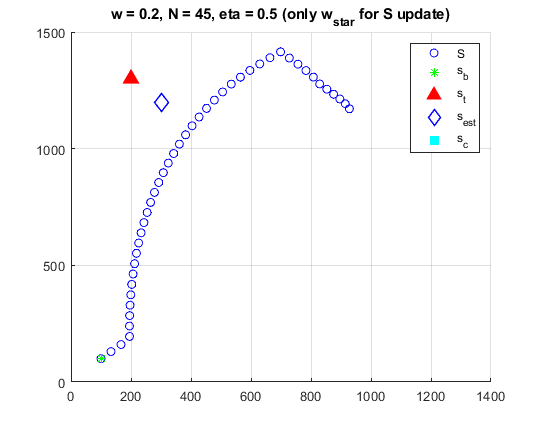 w = 0.2, N = 45, eta = 0.5 (only w_star for S update)
1500
1000
500
0
0 200 400 600 800 1000 1200 1400
S
s_b
s_t
s_est
s_c